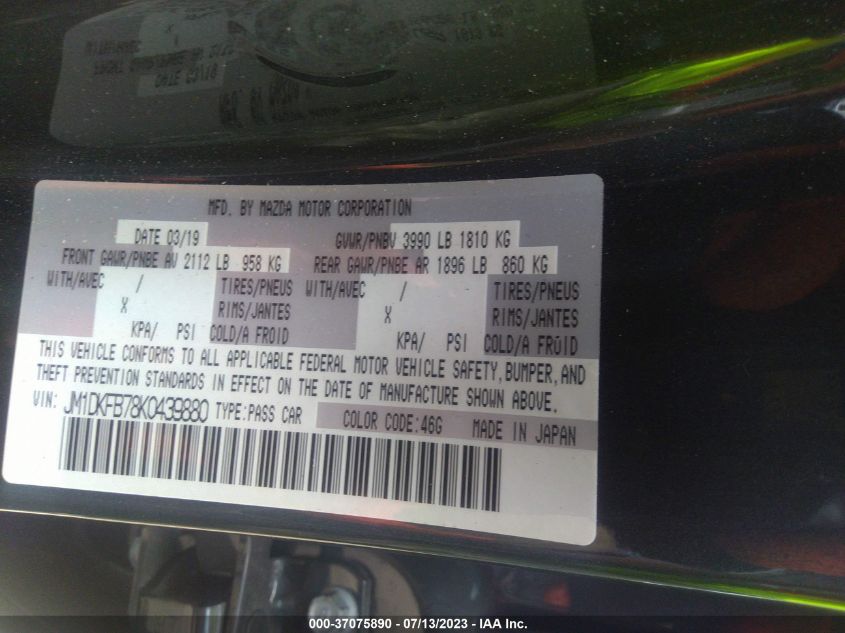 MFD. BY MAZDA MOTOR CORPORATION
DATE 03/19 GVWR/PNBV 3990 LB 1810 KG
FRONT GAWR/PNBE AV 2112 LB 958 KG REAR GAWR/PNBE AR 1896 LB 860 KG
WITH/AVEC / TIRES/PNEUS WITH/AVEC / TIRES/PNEUS
X RIMS/JANTES X RIMS/JANTES
KPA/ PSI COLD/A FROID KPA/ PSI COLD/A FROID
THIS VEHICLE CONFORMS TO ALL APPLICABLE FEDERAL MOTOR VEHICLE SAFETY, BUMPER, AND
THEFT PREVENTION STANDARDS IN EFFECT ON THE DATE OF MANUFACTURE SHOWN ABOVE.
VIN: JM1DKFB78K0439880 TYPE:PASS CAR COLOR CODE:46G MADE IN JAPAN
000-37075890 - 07/13/2023 - IAA Inc.